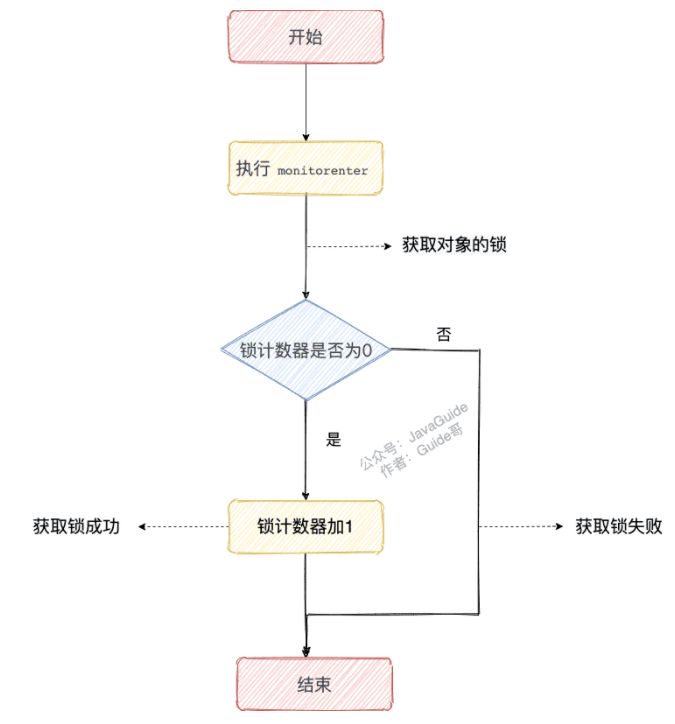 开始
执行 monitorenter
获取对象的锁
锁计数器是否为0
否
公众号：JavaGuide
作者：Guide哥
是
获取锁成功
锁计数器加1
获取锁失败
结束